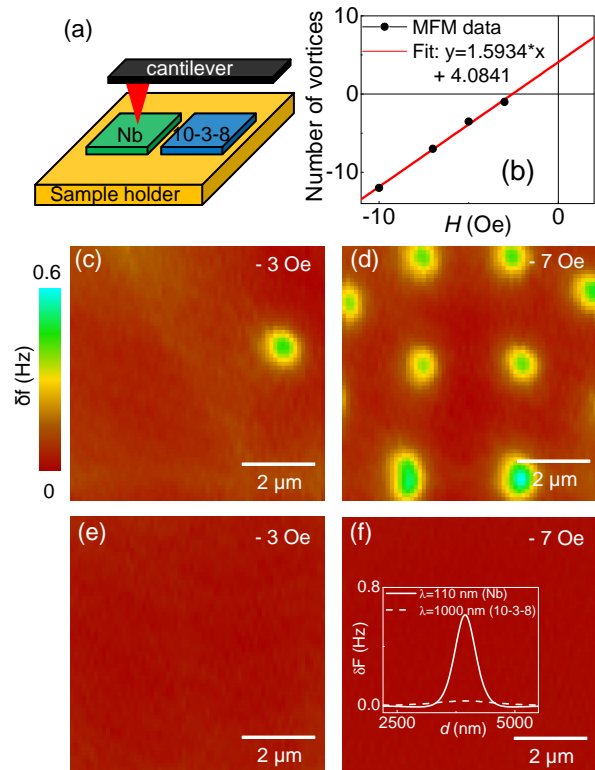 (a)
cantilever
Nb
10-3-8
Sample holder
Number of vortices
10
0
-10
MFM data
Fit: y=1.5934*x
+ 4.0841
(b)
-10
-5
0
H (Oe)
(c)
- 3 Oe
0.6
δf (Hz)
0
2 μm
(d)
- 7 Oe
2 μm
(e)
- 3 Oe
2 μm
(f)
- 7 Oe
0.8
δF (Hz)
0.0
λ=110 nm (Nb)
λ=1000 nm (10-3-8)
2500
5000
d (nm)
2 μm